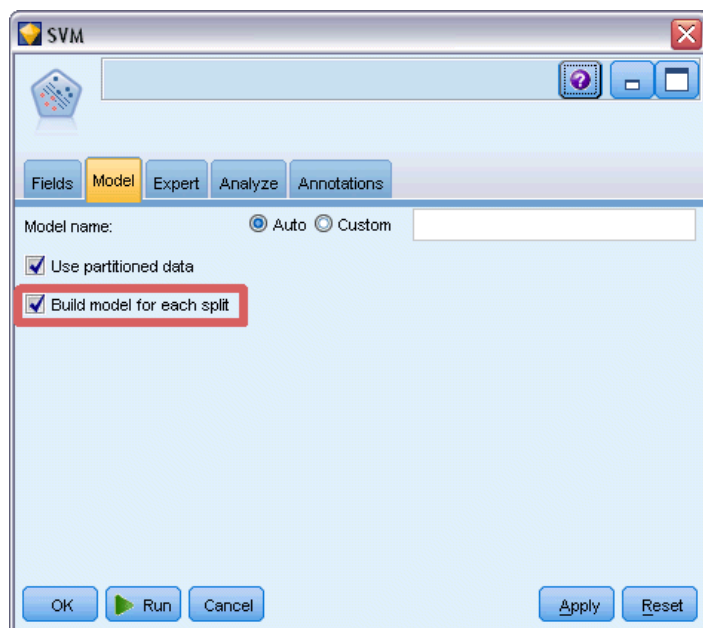 SVM
?
Fields Model Expert Analyze Annotations
Model name: Auto Custom
Use partitioned data
Build model for each split
OK Run Cancel Apply Reset